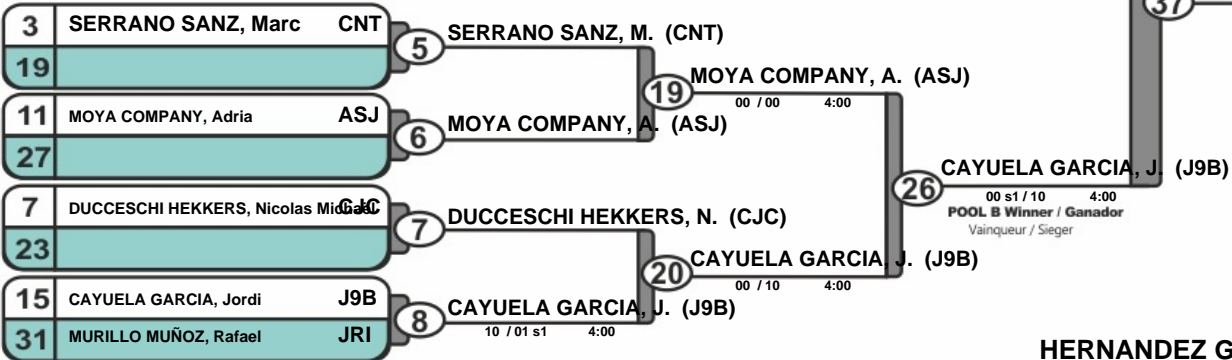 37
3 SERRANO SANZ, Marc CNT
19
5
SERRANO SANZ, M. (CNT)
11 MOYA COMPANY, Adria ASJ
27
6
MOYA COMPANY, A. (ASJ)
19
MOYA COMPANY, A. (ASJ)
00 / 00 4:00
7 DUCCESCHI HEKKERS, Nicolas Michael CJC
23
7
DUCCESCHI HEKKERS, N. (CJC)
15 CAYUELA GARCIA, Jordi J9B
31 MURILLO MUÑOZ, Rafael JRI
8
CAYUELA GARCIA, J. (J9B)
10 / 01 s1 4:00
20
CAYUELA GARCIA, J. (J9B)
00 / 10 4:00
26
CAYUELA GARCIA, J. (J9B)
00 s1 / 10 4:00
POOL B Winner / Ganador
Vainqueur / Sieger
HERNANDEZ G